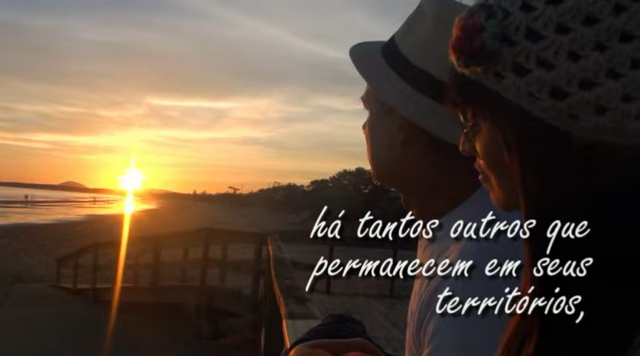 há tantos outros que
permanecem em seus
territórios,